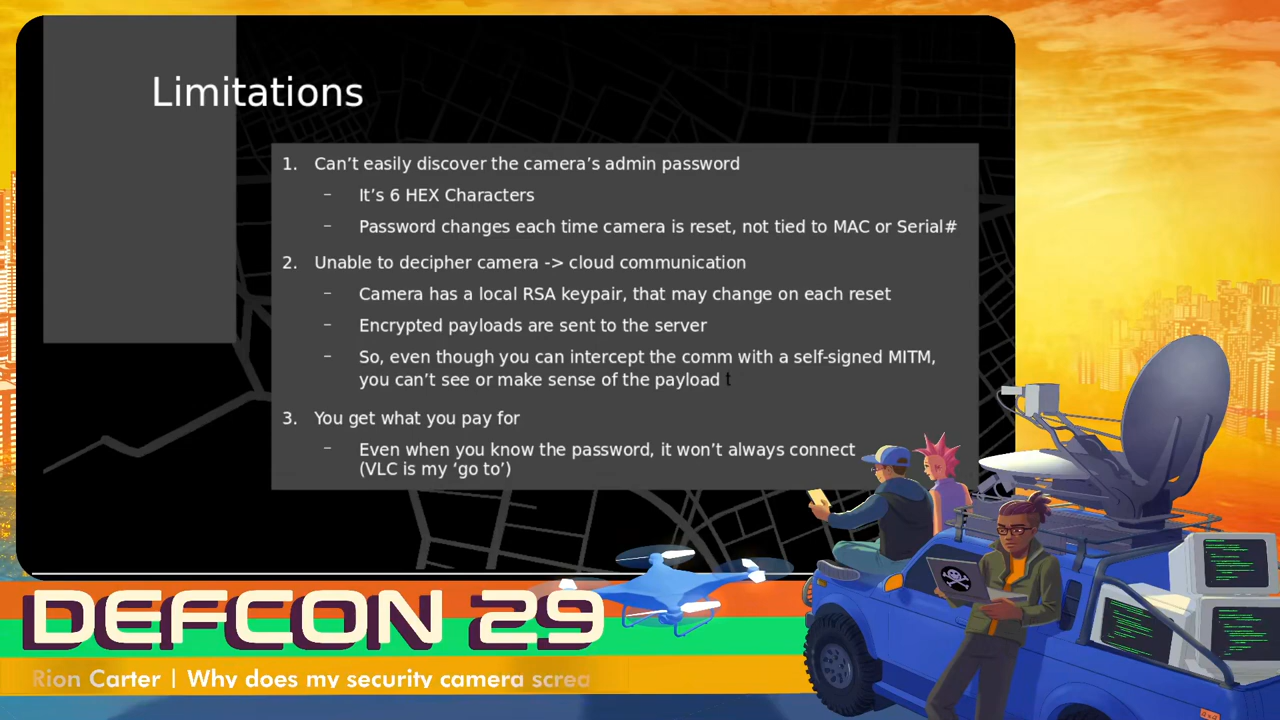 Limitations
1. Can't easily discover the camera's admin password
– It's 6 HEX Characters
– Password changes each time camera is reset, not tied to MAC or Serial#
2. Unable to decipher camera -> cloud communication
– Camera has a local RSA keypair, that may change on each reset
– Encrypted payloads are sent to the server
– So, even though you can intercept the comm with a self-signed MITM,
you can't see or make sense of the payload t
3. You get what you pay for
– Even when you know the password, it won't always connect
(VLC is my 'go to')
DEFCON 29
Rion Carter | Why does my security camera screa